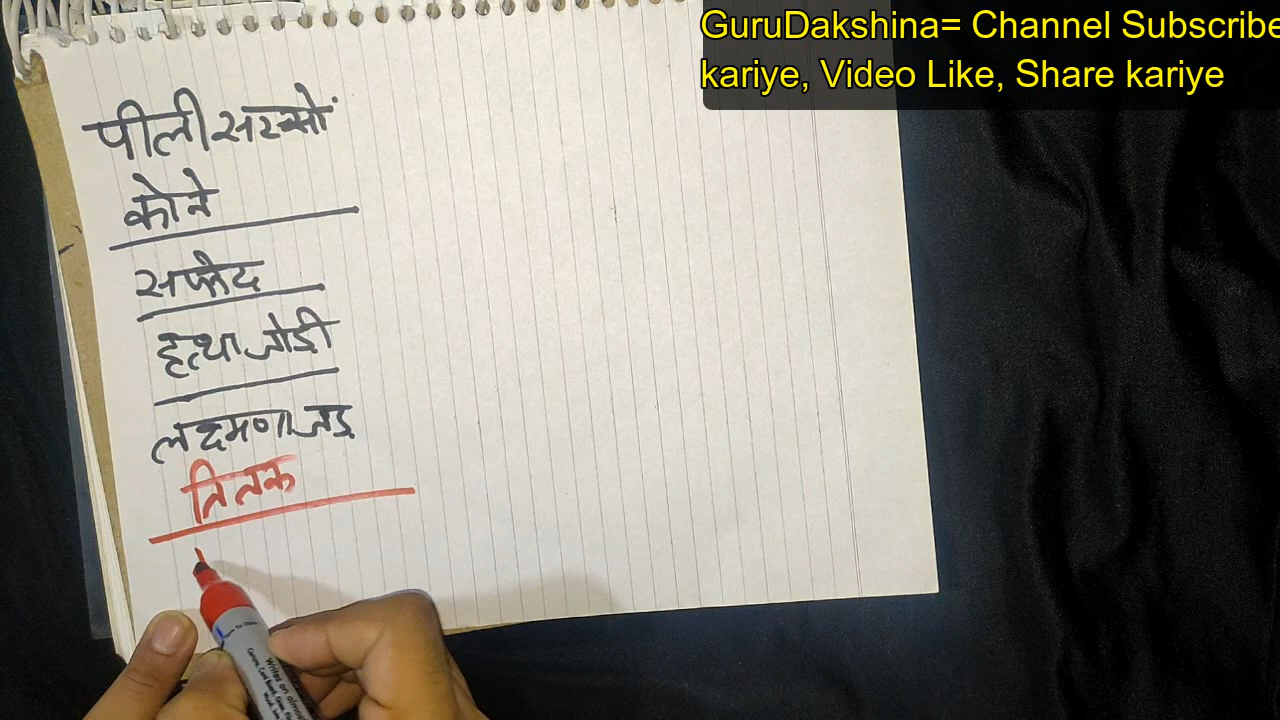 GuruDakshina= Channel Subscribe
kariye, Video Like, Share kariye
पीली सरसों
कोने
सफेद
हत्था जोड़ी
लक्ष्मणा जड़
तिलक